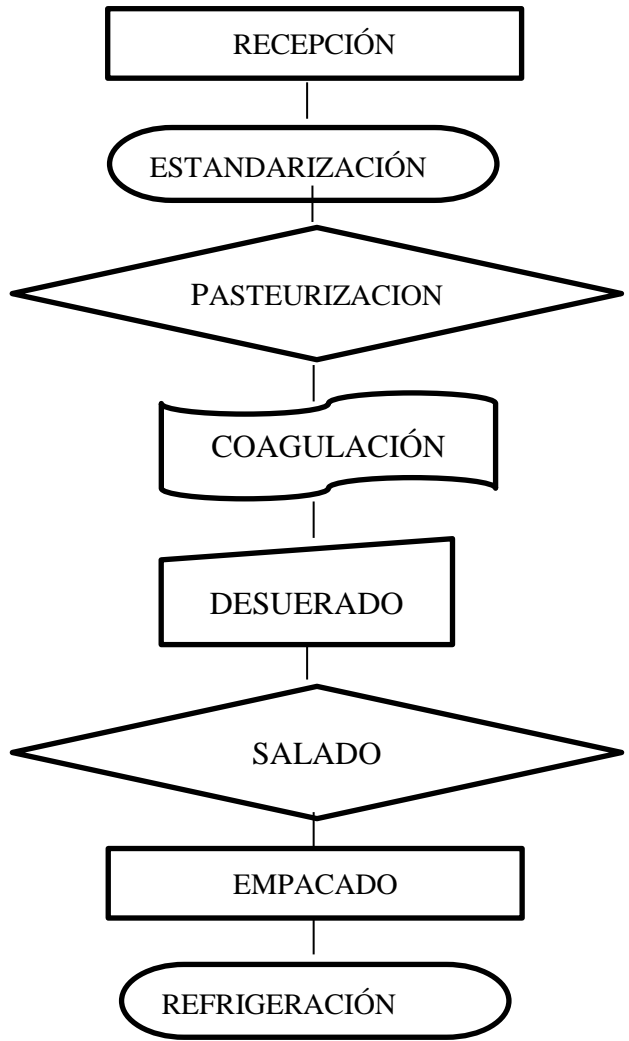 RECEPCIÓN
ESTANDARIZACIÓN
PASTEURIZACION
COAGULACIÓN
DESUERADO
SALADO
EMPACADO
REFRIGERACIÓN